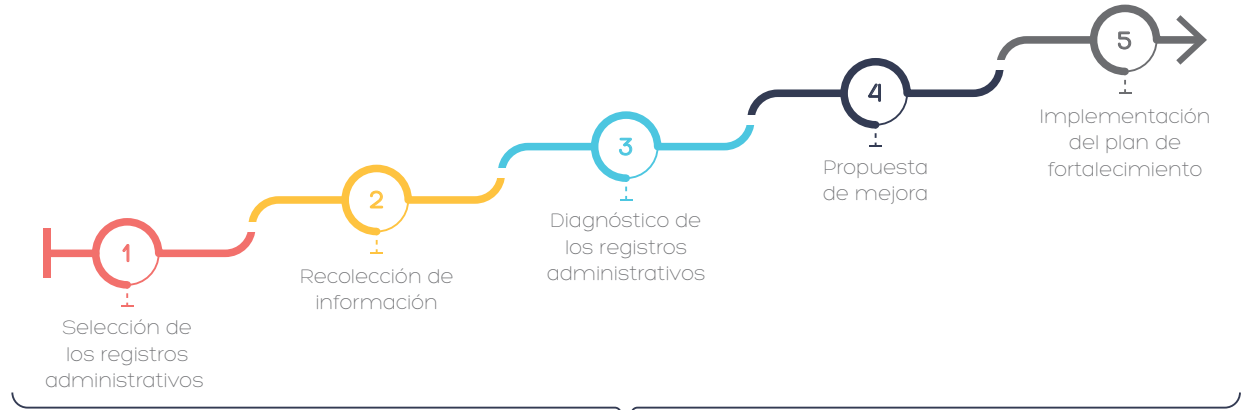 1
Selección de
los registros
administrativos
2
Recolección de
información
3
Diagnóstico de
los registros
administrativos
4
Propuesta
de mejora
5
Implementación
del plan de
fortalecimiento